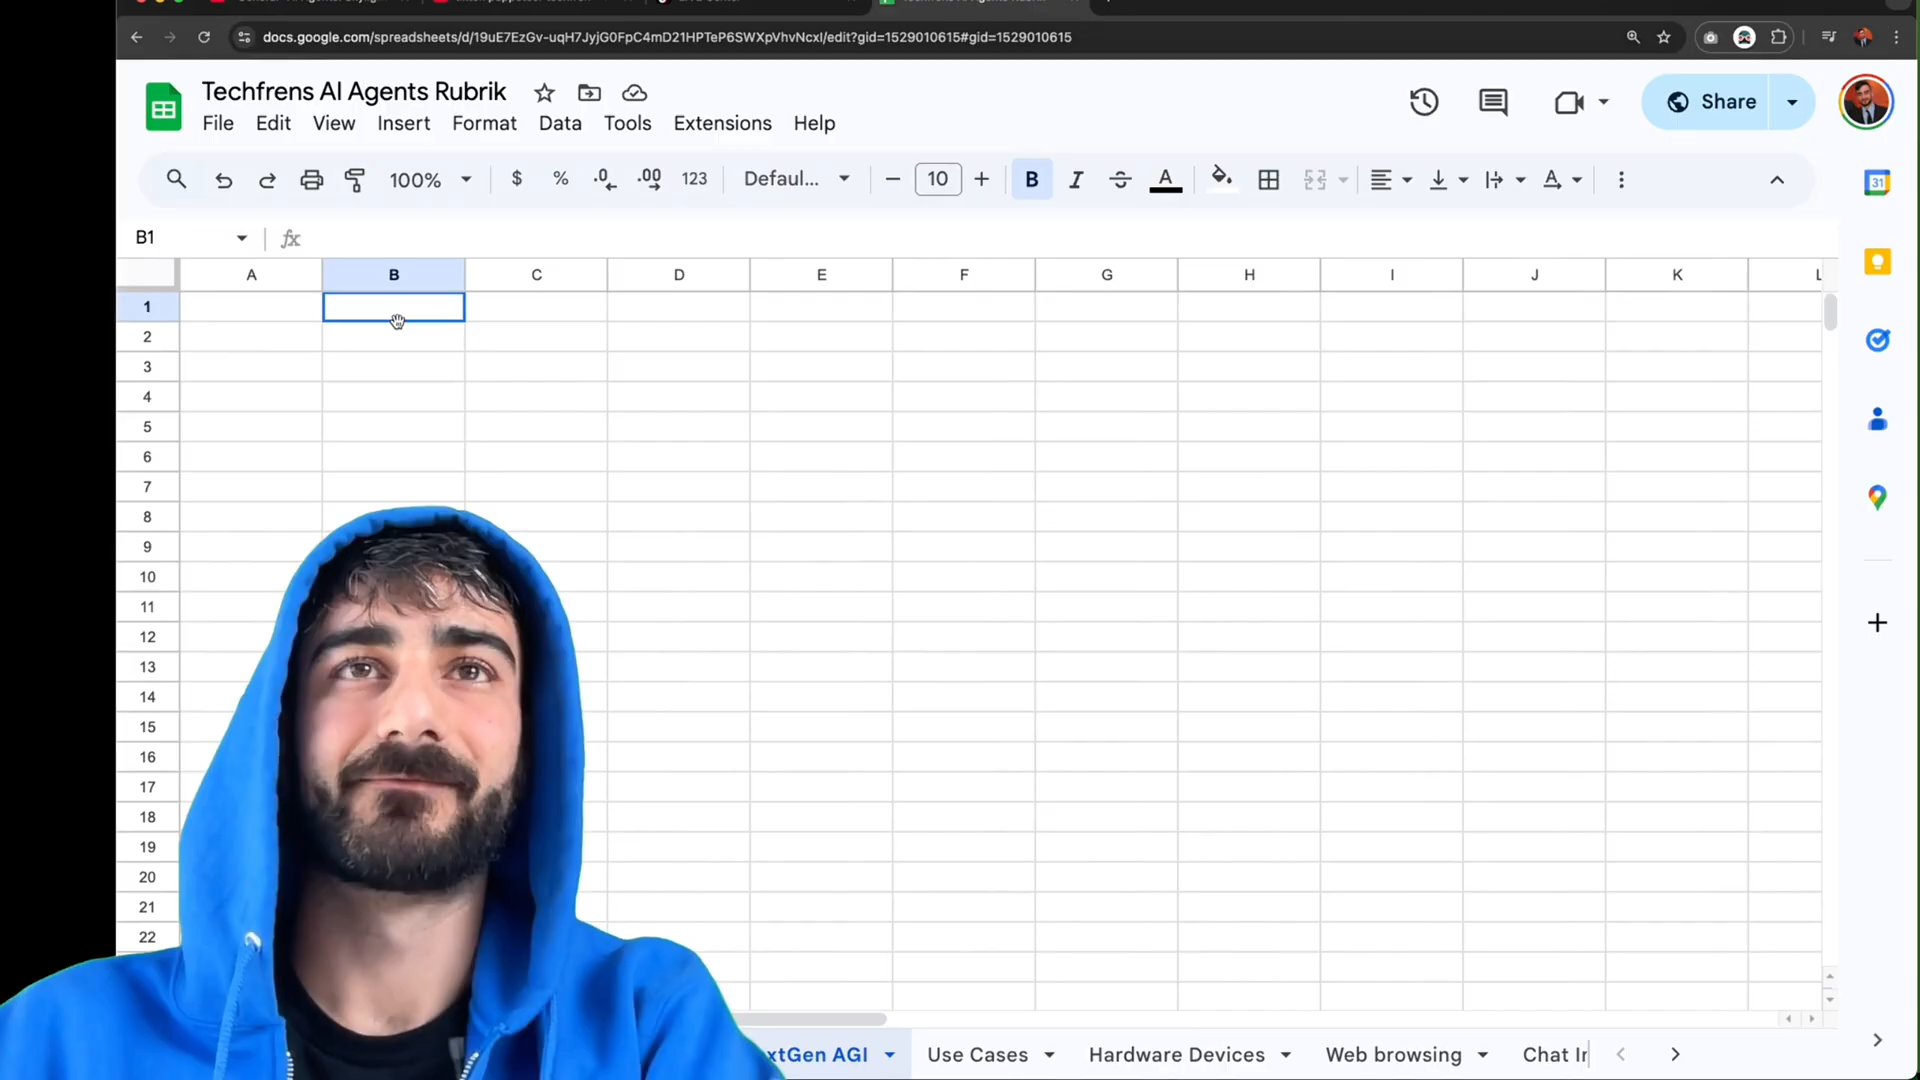 docs.google.com/spreadsheets/d/19uE7EzGv-uqH7JyjG0FpC4mD21HPTeP6SWXpVhvNcxI/edit?gid=1529010615#gid=1529010615
Techfrens AI Agents Rubrik
File Edit View Insert Format Data Tools Extensions Help
Share
31
100% $ % .0 .00 123 Defaul... 10 B I A
B1 fx
A B C D E F G H I J K L
1
2
3
4
5
6
7
8
9
10
11
12
13
14
15
16
17
18
19
20
21
22
xtGen AGI Use Cases Hardware Devices Web browsing Chat Ir